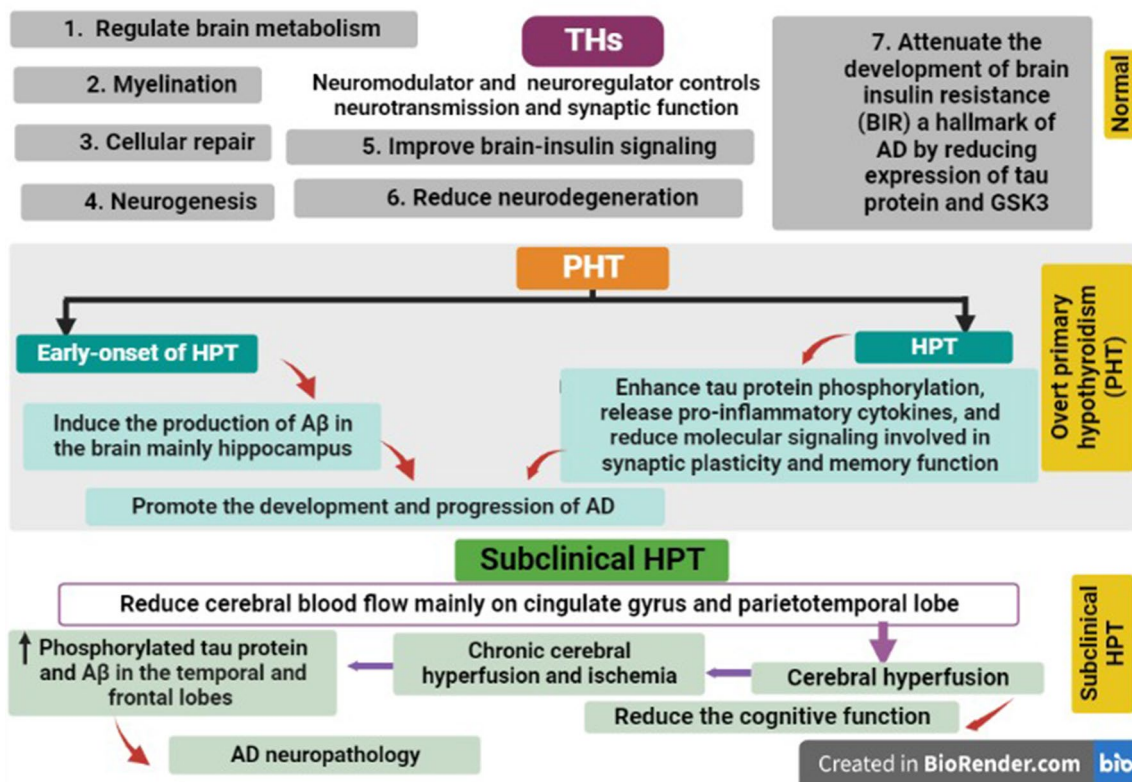 1. Regulate brain metabolism
2. Myelination
3. Cellular repair
4. Neurogenesis
THs
Neuromodulator and neuroregulator controls
neurotransmission and synaptic function
5. Improve brain-insulin signaling
6. Reduce neurodegeneration
7. Attenuate the
development of brain
insulin resistance
(BIR) a hallmark of
AD by reducing
expression of tau
protein and GSK3
Normal
PHT
Early-onset of HPT
HPT
Induce the production of Aβ in
the brain mainly hippocampus
Enhance tau protein phosphorylation,
release pro-inflammatory cytokines, and
reduce molecular signaling involved in
synaptic plasticity and memory function
Promote the development and progression of AD
Overt primary
hypothyroidism
(PHT)
Subclinical HPT
Reduce cerebral blood flow mainly on cingulate gyrus and parietotemporal lobe
Phosphorylated tau protein
and Aβ in the temporal and
frontal lobes
Chronic cerebral
hyperfusion and ischemia
Cerebral hyperfusion
Reduce the cognitive function
AD neuropathology
Subclinical
HPT
Created in BioRender.com bio